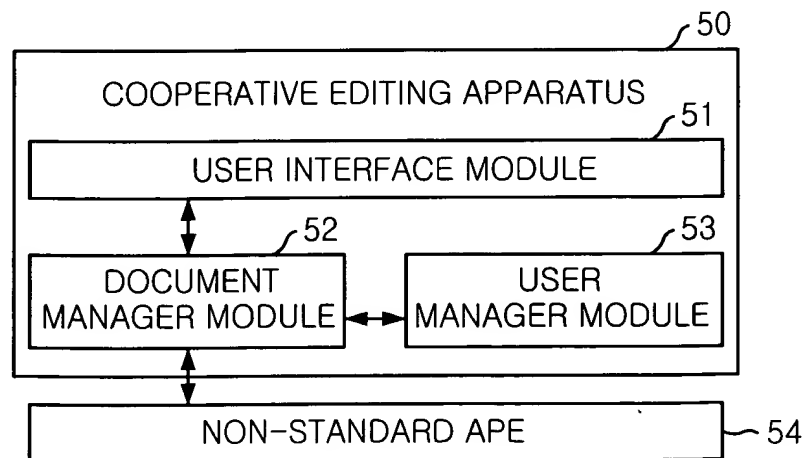 50
COOPERATIVE EDITING APPARATUS
51
USER INTERFACE MODULE
52
53
DOCUMENT
MANAGER MODULE
USER
MANAGER MODULE
NON-STANDARD APE
54